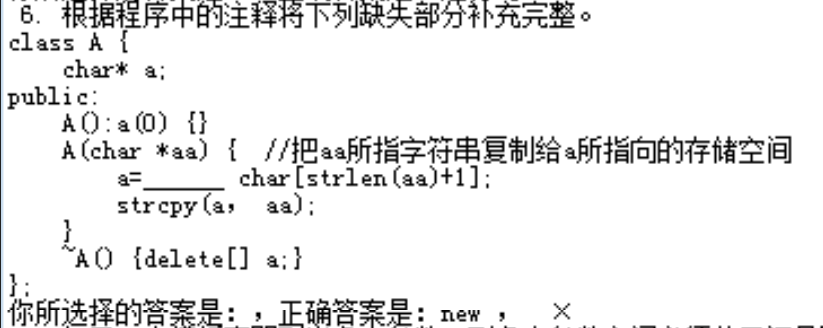 6. 根据程序中的注释将下列缺失部分补充完整。
class A {
char* a;
public:
A():a(0) {}
A(char *aa) { //把aa所指字符串复制给a所指向的存储空间
a=______ char[strlen(aa)+1];
strcpy(a, aa);
}
~A() {delete[] a;}
};
你所选择的答案是：，正确答案是：new ， ×